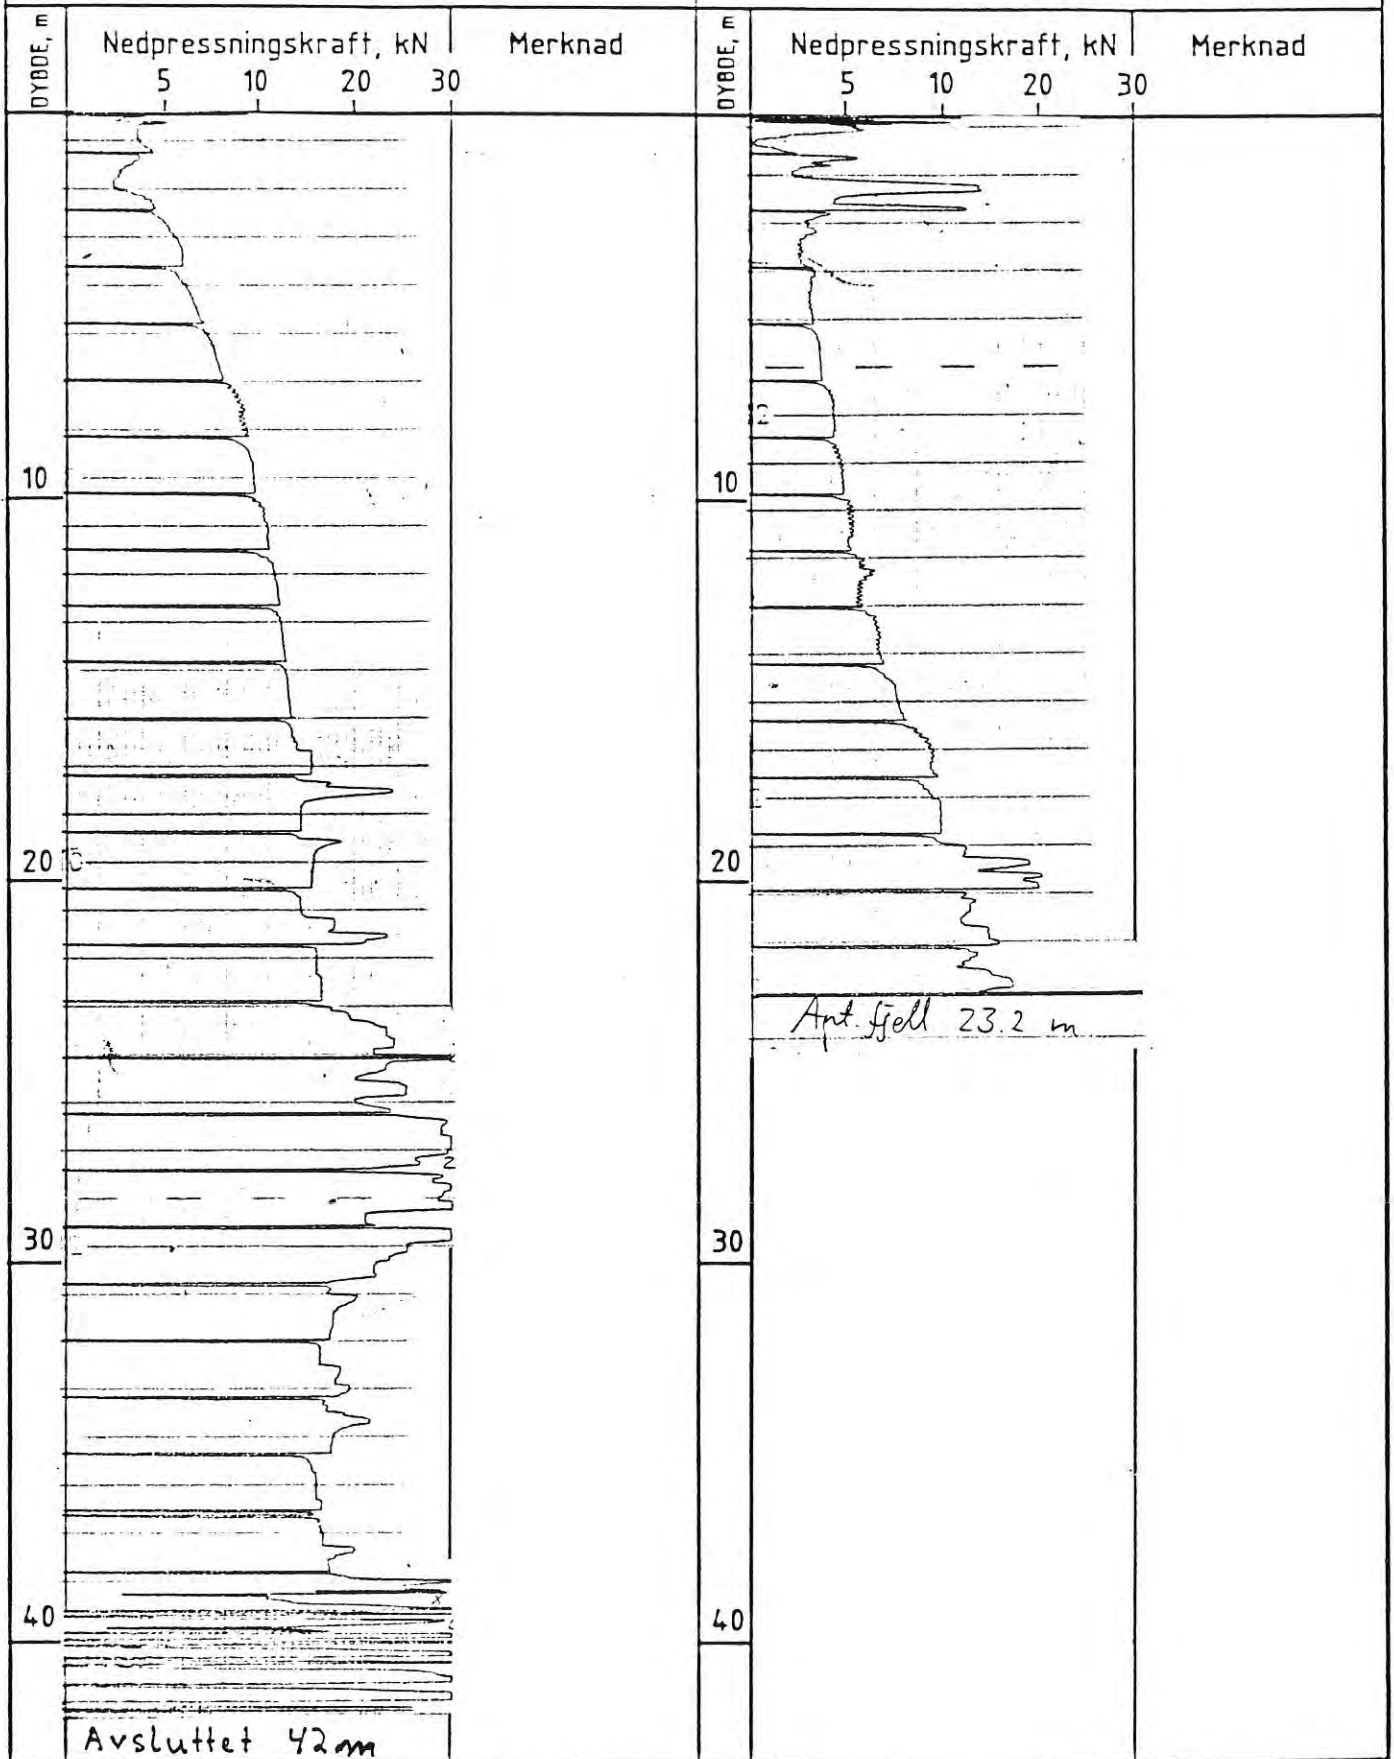 DYBDE, m
Nedpressningskraft, kN
Merknad
5 10 20 30
10
20
30
40
Avsluttet 42m
DYBDE, m
Nedpressningskraft, kN
Merknad
5 10 20 30
10
20
Ant. fjell 23.2 m
30
40